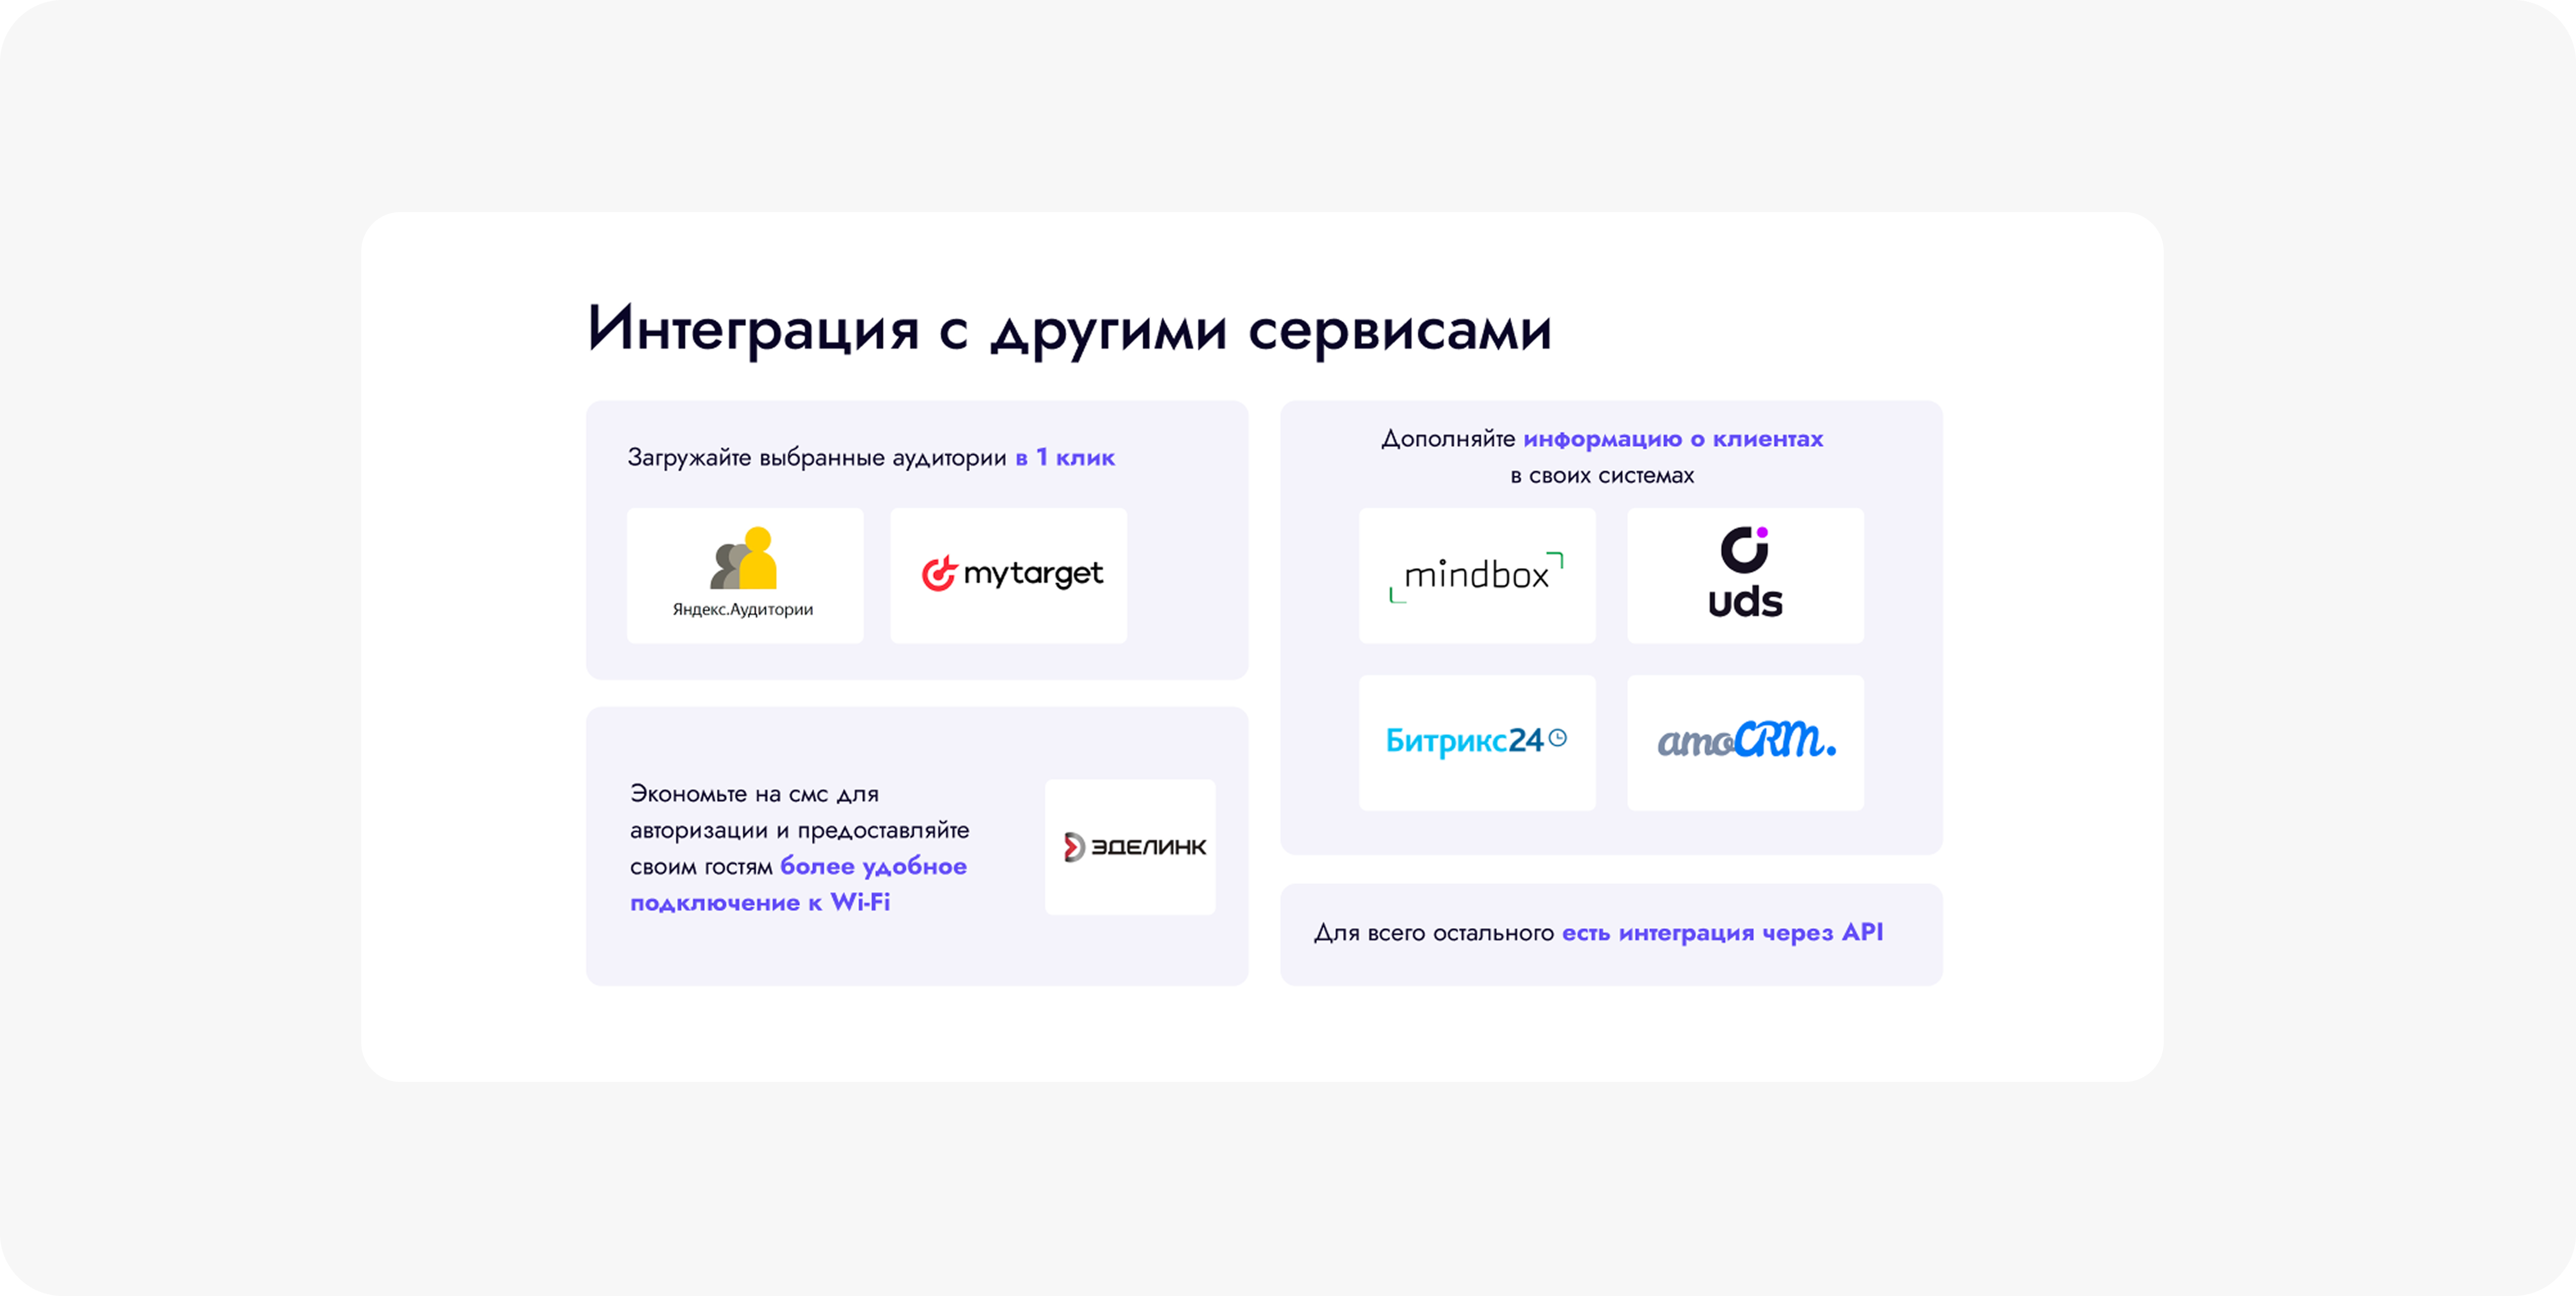 Интеграция с другими сервисами
Загружайте выбранные аудитории в 1 клик
Яндекс.Аудитории
mytarget
Экономьте на смс для
авторизации и предоставляйте
своим гостям более удобное
подключение к Wi-Fi
ЭДЕЛИНК
Дополняйте информацию о клиентах
в своих системах
mindbox
uds
Битрикс24
amoCRM.
Для всего остального есть интеграция через API